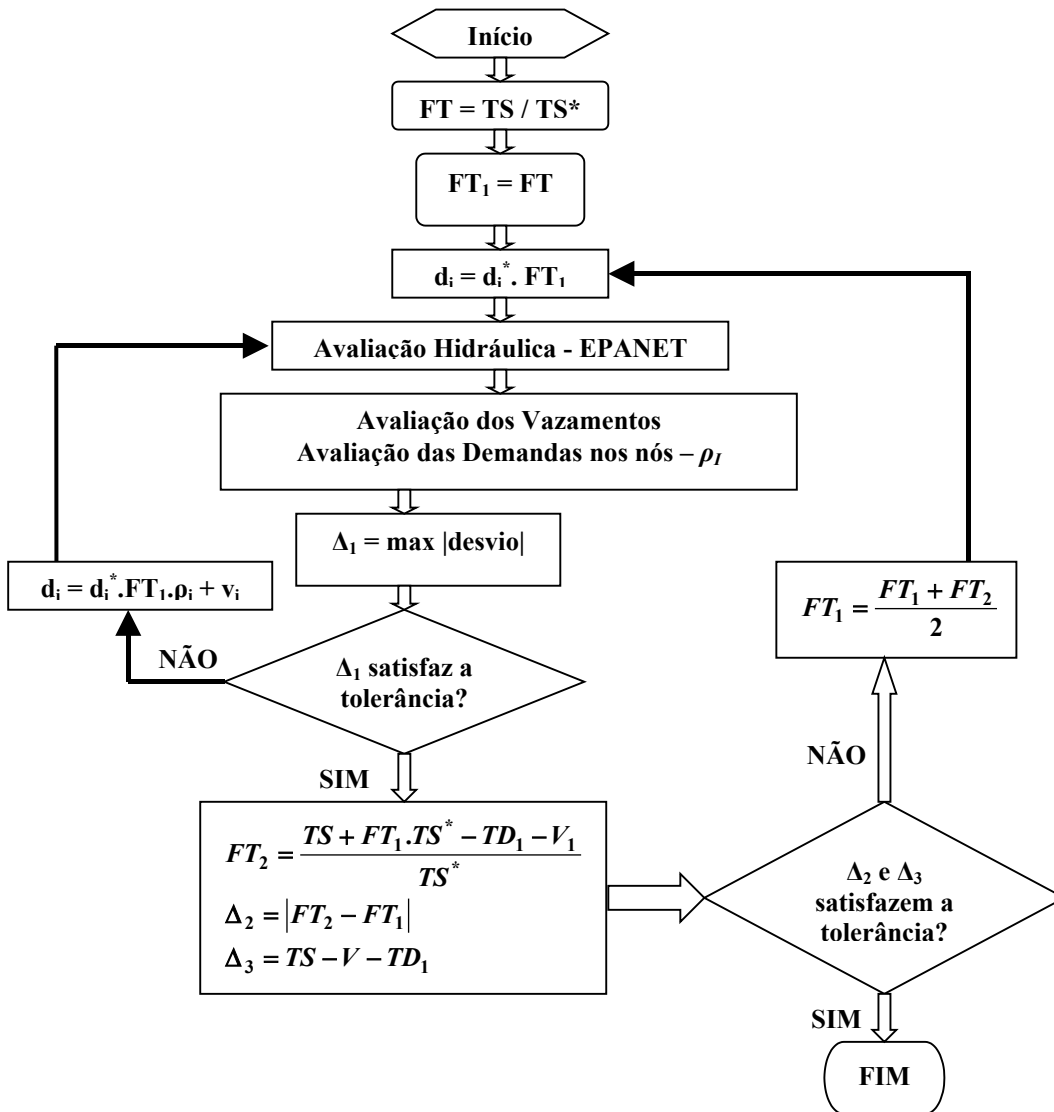 Início
FT = TS / TS*
FT₁ = FT
dᵢ = dᵢ*. FT₁
Avaliação Hidráulica - EPANET
Avaliação dos Vazamentos
Avaliação das Demandas nos nós – ρI
Δ₁ = max |desvio|
dᵢ = dᵢ*.FT₁.ρᵢ + vᵢ
NÃO
Δ₁ satisfaz a
tolerância?
SIM
FT₂ = (TS + FT₁.TS* − TD₁ − V₁) / TS*
Δ₂ = |FT₂ − FT₁|
Δ₃ = TS − V − TD₁
FT₁ = (FT₁ + FT₂) / 2
NÃO
Δ₂ e Δ₃
satisfazem a
tolerância?
SIM
FIM